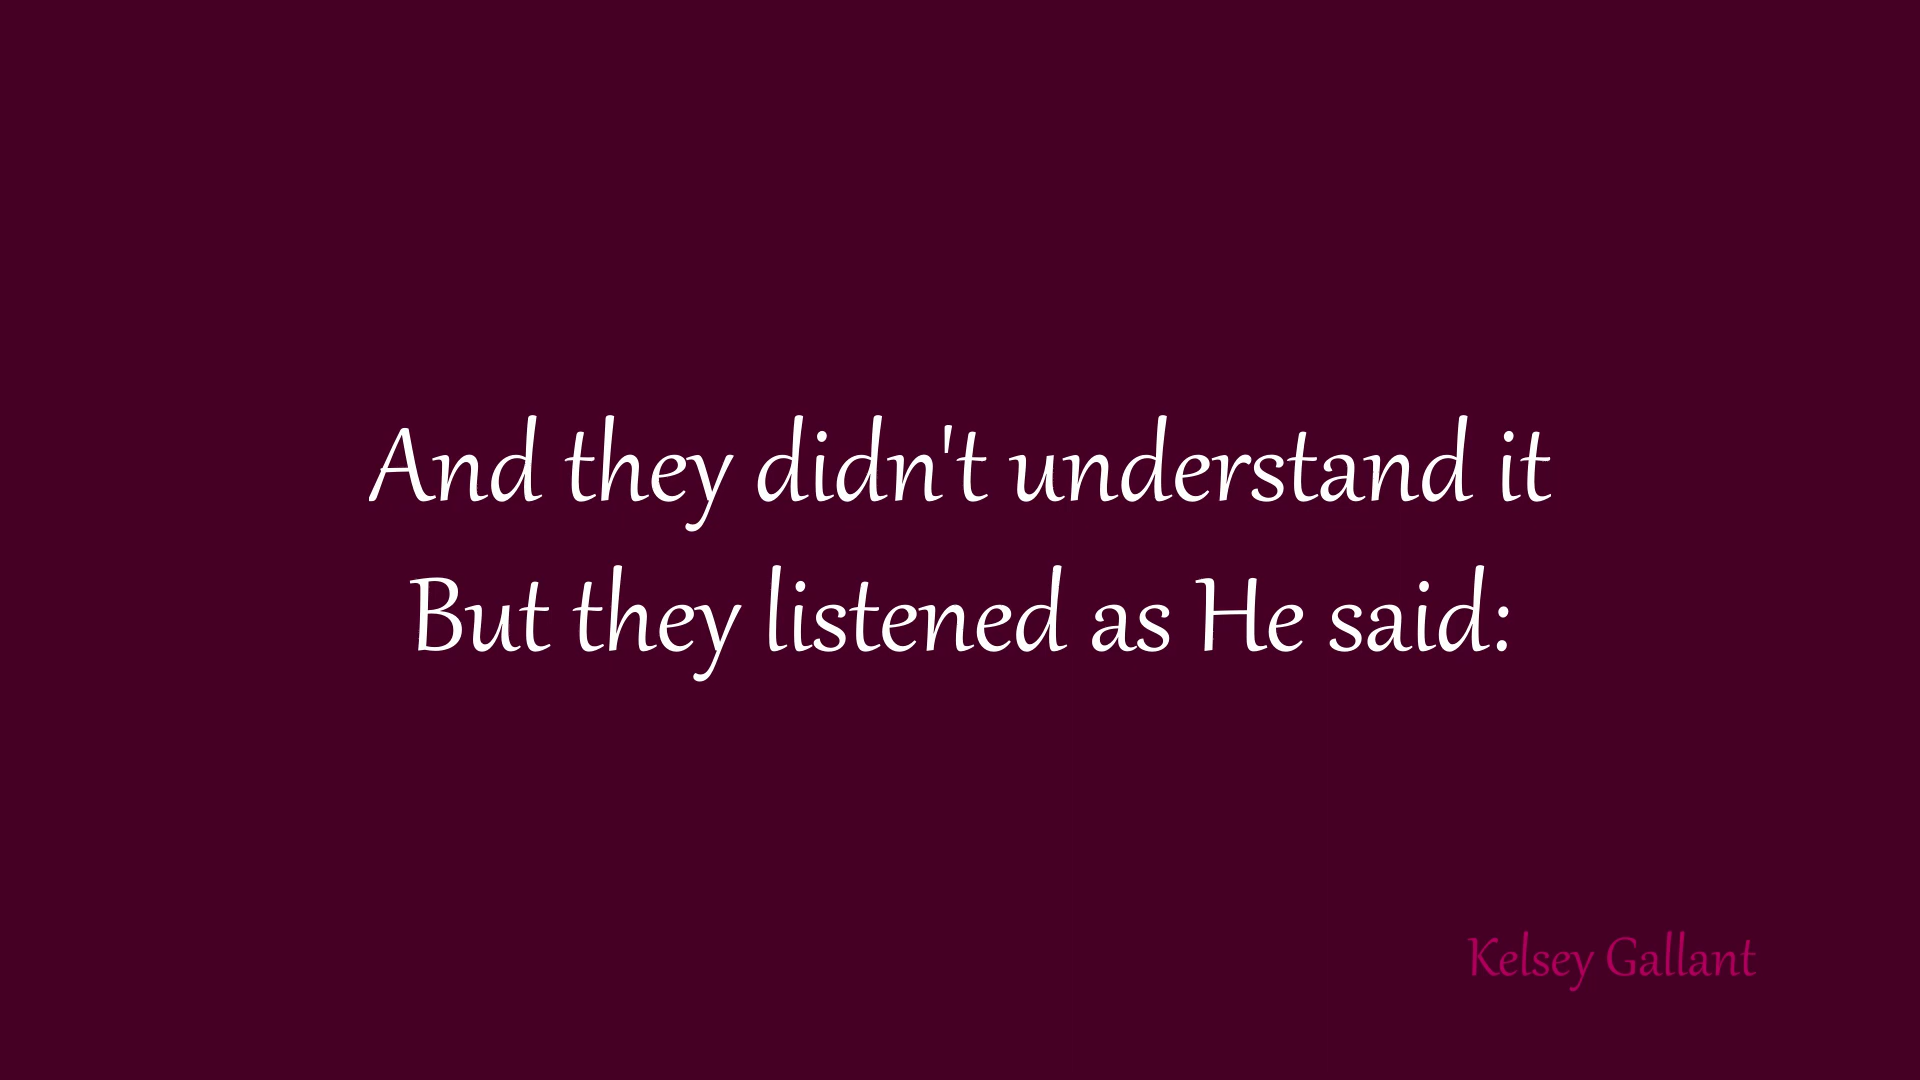 And they didn't understand it
But they listened as He said:
Kelsey Gallant